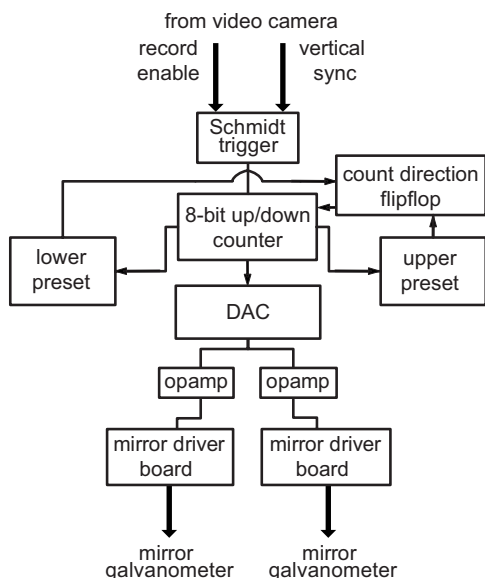 from video camera
record
enable
vertical
sync
Schmidt
trigger
count direction
flipflop
8-bit up/down
counter
lower
preset
upper
preset
DAC
opamp
opamp
mirror driver
board
mirror driver
board
mirror
galvanometer
mirror
galvanometer